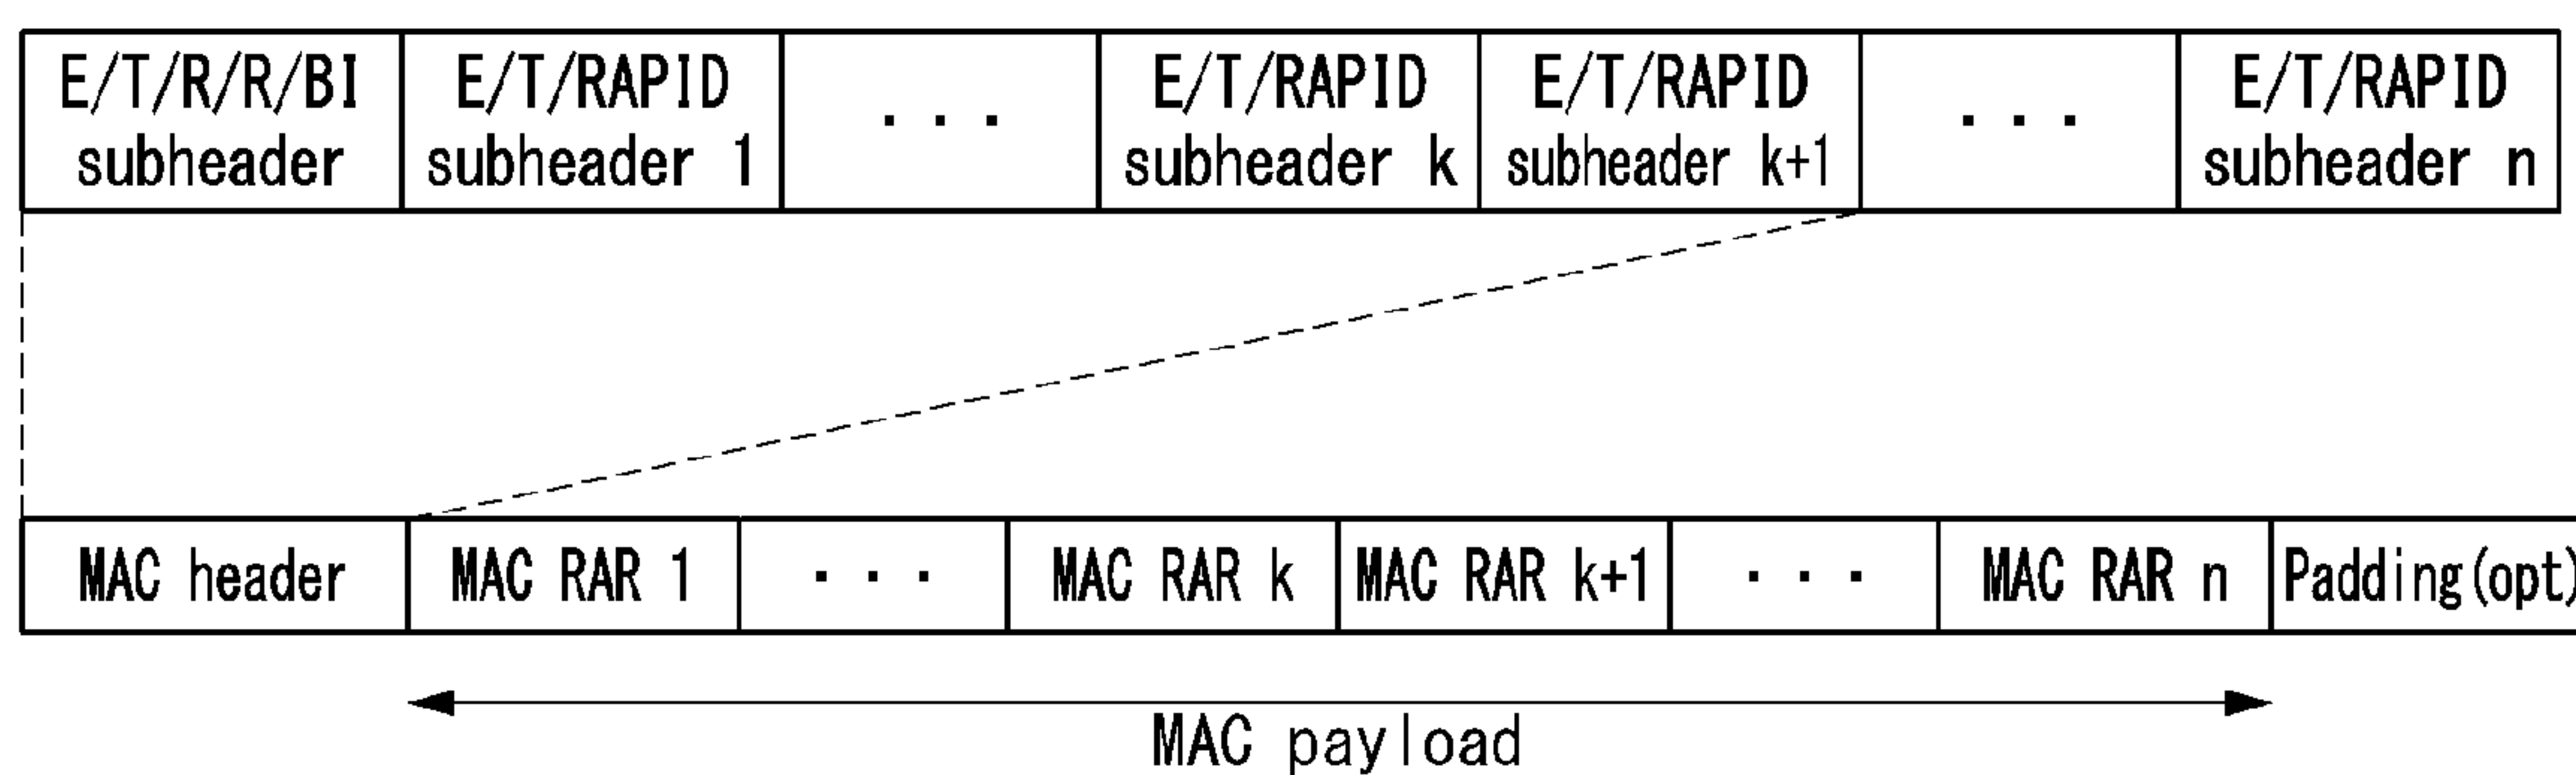 E/T/R/R/BI subheader
E/T/RAPID subheader 1
· · ·
E/T/RAPID subheader k
E/T/RAPID subheader k+1
· · ·
E/T/RAPID subheader n
MAC header
MAC RAR 1
· · ·
MAC RAR k
MAC RAR k+1
· · ·
MAC RAR n
Padding(opt)
MAC payload